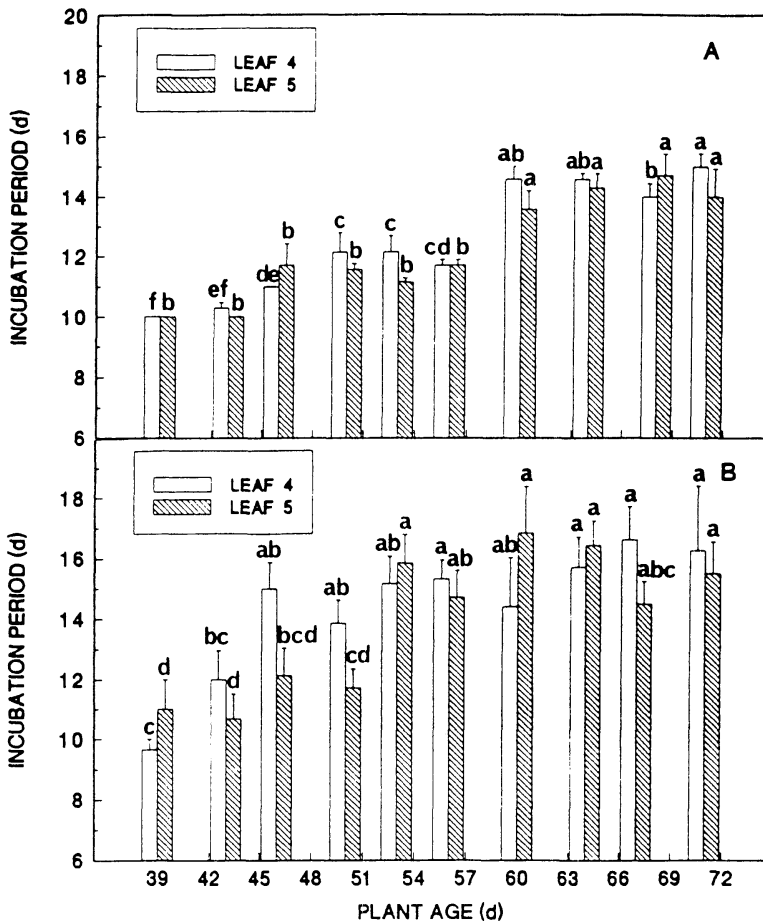 20
18
16
14
12
10
8
6
INCUBATION PERIOD (d)
LEAF 4
LEAF 5
A
f b
ef b
de b
c b
c b
cd b
ab a
ab a
b a
a a
18
16
14
12
10
8
6
INCUBATION PERIOD (d)
LEAF 4
LEAF 5
B
c d
bc d
ab bcd
ab cd
ab a
a ab
ab a
a a
a abc
a a
39 42 45 48 51 54 57 60 63 66 69 72
PLANT AGE (d)